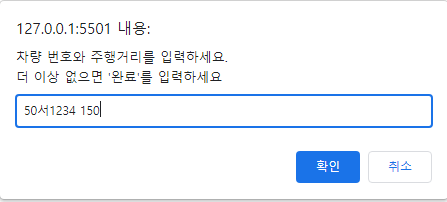 127.0.0.1:5501 내용:
차량 번호와 주행거리를 입력하세요.
더 이상 없으면 '완료'를 입력하세요
50서1234 150
확인 취소